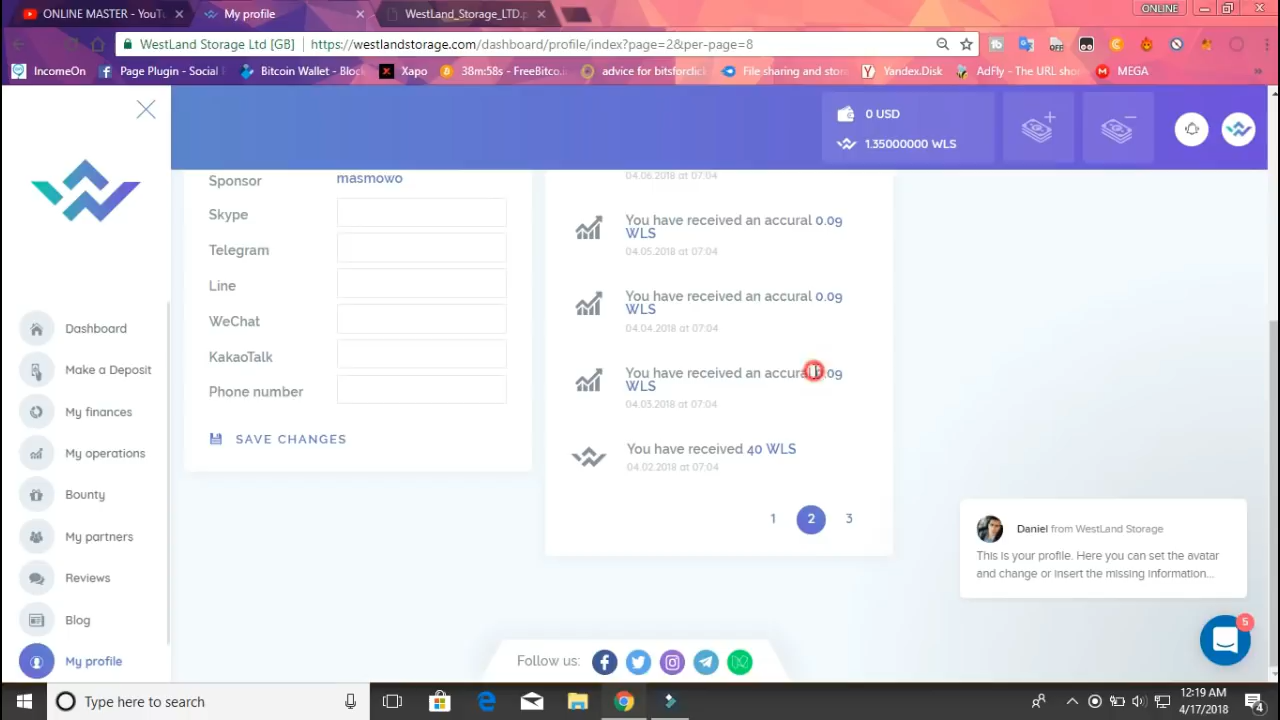 ONLINE MASTER - YouT
My profile
WestLand_Storage_LTD.p
ONLINE
WestLand Storage Ltd [GB]
https://westlandstorage.com/dashboard/profile/index?page=2&per-page=8
IncomeOn
Page Plugin - Social
Bitcoin Wallet - Block
Xapo
38m:58s - FreeBitco.
advice for bitsforclick
File sharing and stor
Yandex.Disk
AdFly - The URL shor
MEGA
0 USD
1.35000000 WLS
Sponsor
masmowo
Skype
Telegram
Line
WeChat
KakaoTalk
Phone number
SAVE CHANGES
04.06.2018 at 07:04
You have received an accural 0.09
WLS
04.05.2018 at 07:04
You have received an accural 0.09
WLS
04.04.2018 at 07:04
You have received an accural 0.09
WLS
04.03.2018 at 07:04
You have received 40 WLS
04.02.2018 at 07:04
1 2 3
Dashboard
Make a Deposit
My finances
My operations
Bounty
My partners
Reviews
Blog
My profile
Daniel from WestLand Storage
This is your profile. Here you can set the avatar
and change or insert the missing information...
5
Follow us:
Type here to search
12:19 AM
4/17/2018
4